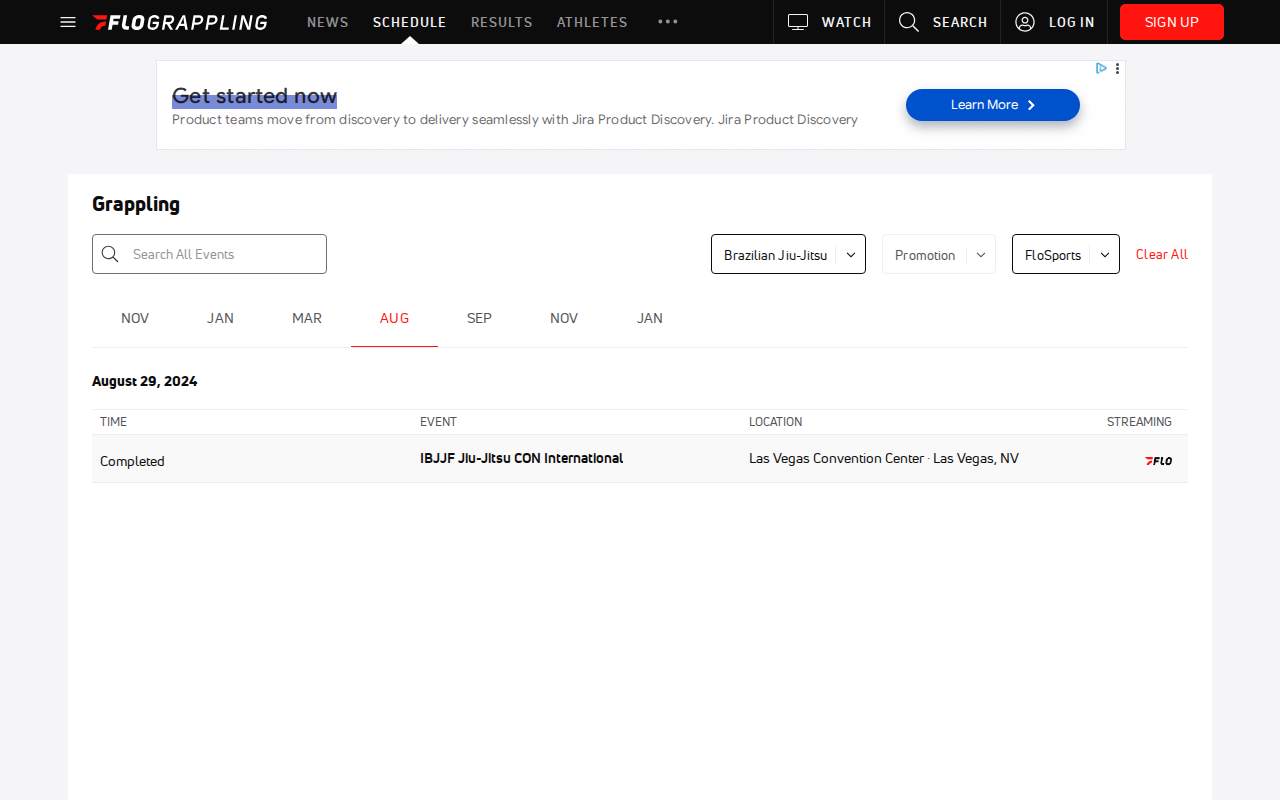 FLOGRAPPLING NEWS SCHEDULE RESULTS ATHLETES WATCH SEARCH LOG IN SIGN UP
Get started now
Product teams move from discovery to delivery seamlessly with Jira Product Discovery. Jira Product Discovery
Learn More
Grappling
Search All Events Brazilian Jiu-Jitsu Promotion FloSports Clear All
NOV JAN MAR AUG SEP NOV JAN
August 29, 2024
TIME EVENT LOCATION STREAMING
Completed IBJJF Jiu-Jitsu CON International Las Vegas Convention Center · Las Vegas, NV FLO